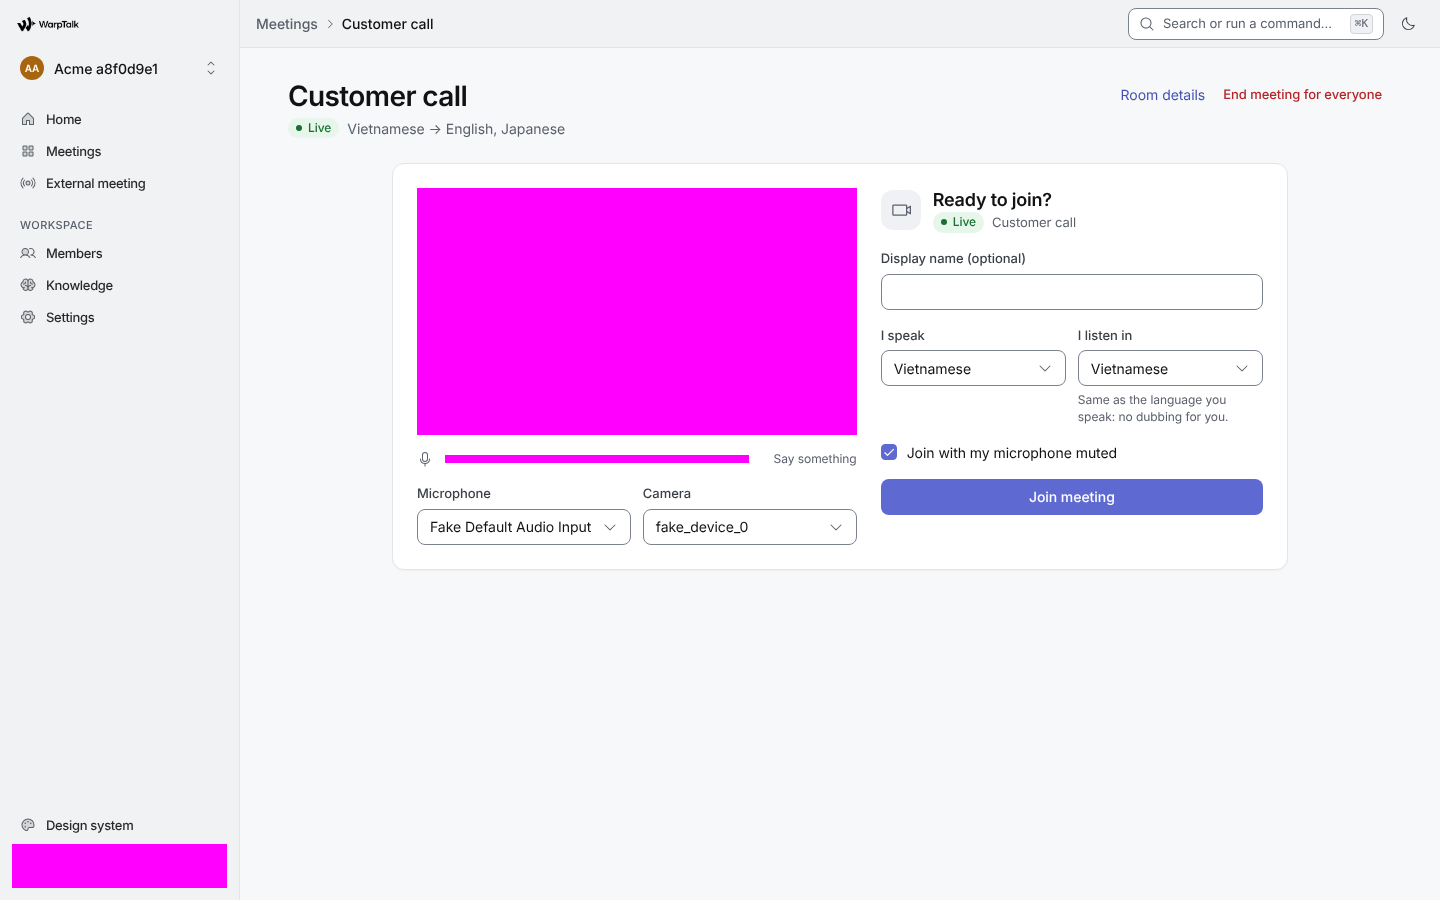 WarpTalk
Meetings > Customer call
Search or run a command...
⌘K
AA
Acme a8f0d9e1
Home
Meetings
External meeting
WORKSPACE
Members
Knowledge
Settings
Design system
Customer call
Live
Vietnamese → English, Japanese
Room details
End meeting for everyone
Say something
Microphone
Fake Default Audio Input
Camera
fake_device_0
Ready to join?
Live
Customer call
Display name (optional)
I speak
Vietnamese
I listen in
Vietnamese
Same as the language you
speak: no dubbing for you.
Join with my microphone muted
Join meeting